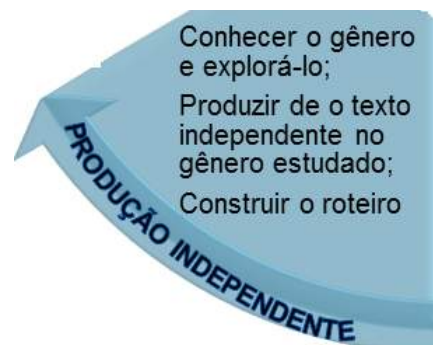 Conhecer o gênero
e explorá-lo;
Produzir de o texto
independente no
gênero estudado;
Construir o roteiro
PRODUÇÃO INDEPENDENTE